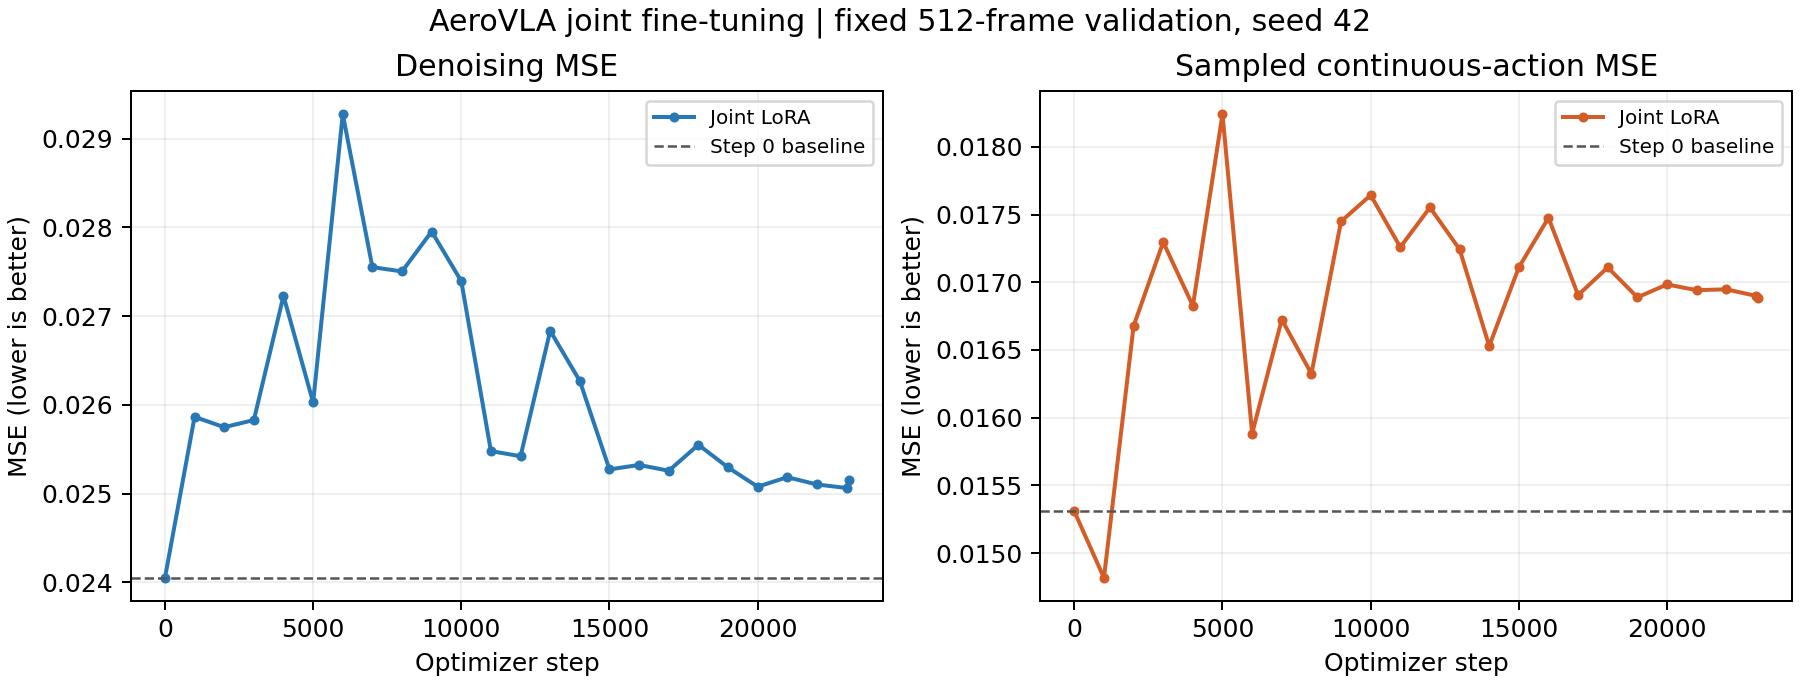 AeroVLA joint fine-tuning | fixed 512-frame validation, seed 42
Denoising MSE
MSE (lower is better)
0.029
0.028
0.027
0.026
0.025
0.024
Joint LoRA
Step 0 baseline
0
5000
10000
15000
20000
Optimizer step
Sampled continuous-action MSE
MSE (lower is better)
0.0180
0.0175
0.0170
0.0165
0.0160
0.0155
0.0150
Joint LoRA
Step 0 baseline
0
5000
10000
15000
20000
Optimizer step